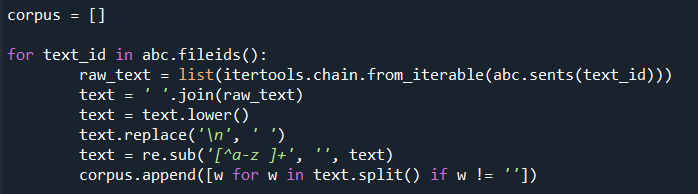 corpus = []

for text_id in abc.fileids():
        raw_text = list(itertools.chain.from_iterable(abc.sents(text_id)))
        text = ' '.join(raw_text)
        text = text.lower()
        text.replace('\n', ' ')
        text = re.sub('[^a-z ]+', '', text)
        corpus.append([w for w in text.split() if w != ''])